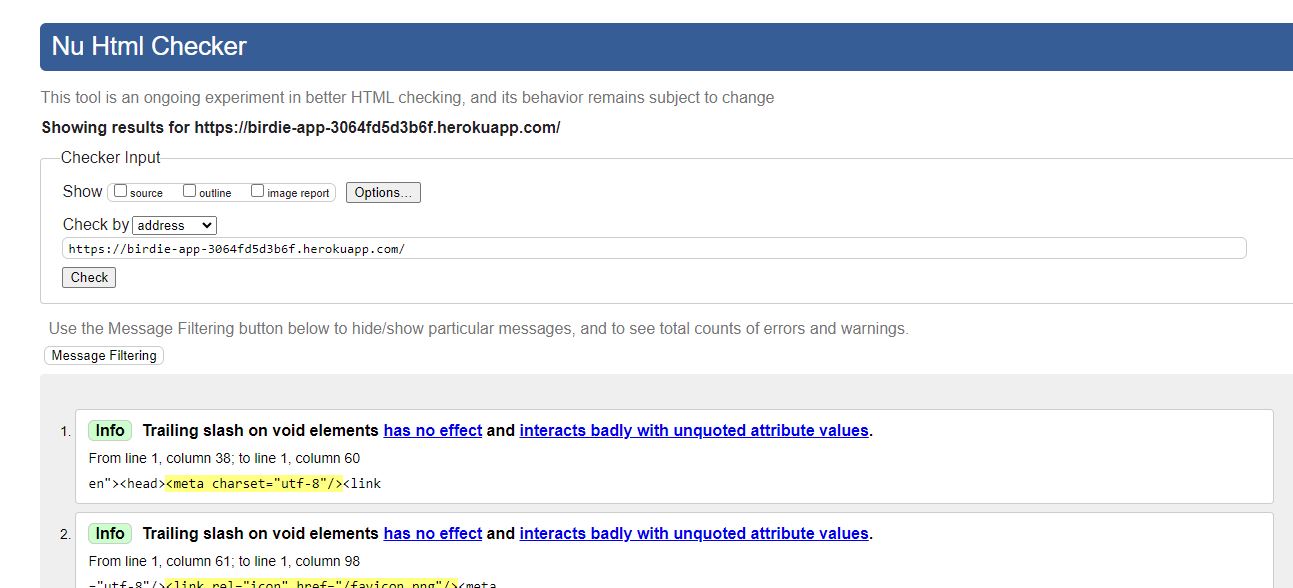 Nu Html Checker
This tool is an ongoing experiment in better HTML checking, and its behavior remains subject to change
Showing results for https://birdie-app-3064fd5d3b6f.herokuapp.com/
Checker Input
Show source outline image report Options...
Check by address
https://birdie-app-3064fd5d3b6f.herokuapp.com/
Check
Use the Message Filtering button below to hide/show particular messages, and to see total counts of errors and warnings.
Message Filtering
1. Info Trailing slash on void elements has no effect and interacts badly with unquoted attribute values.
From line 1, column 38; to line 1, column 60
en"><head><meta charset="utf-8"/><link
2. Info Trailing slash on void elements has no effect and interacts badly with unquoted attribute values.
From line 1, column 61; to line 1, column 98
="utf-8"/><link rel="icon" href="/favicon.png"/><meta